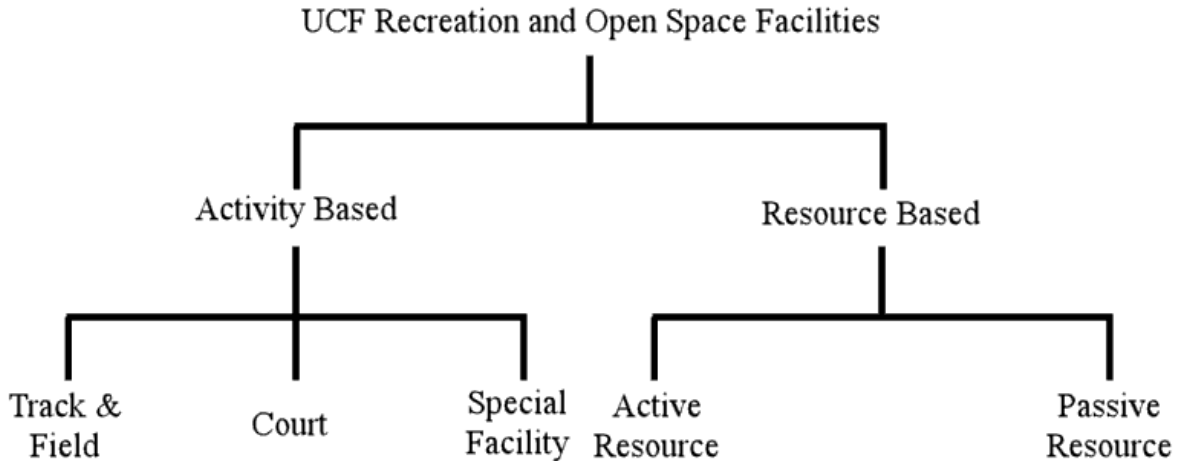 UCF Recreation and Open Space Facilities
Activity Based
Resource Based
Track &
Field
Court
Special
Facility
Active
Resource
Passive
Resource